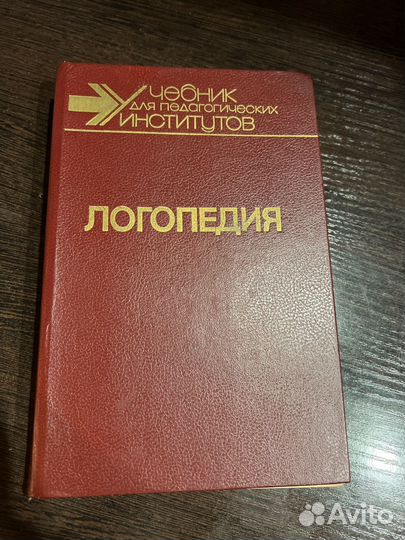 Учебник
для педагогических
институтов
ЛОГОПЕДИЯ
Avito